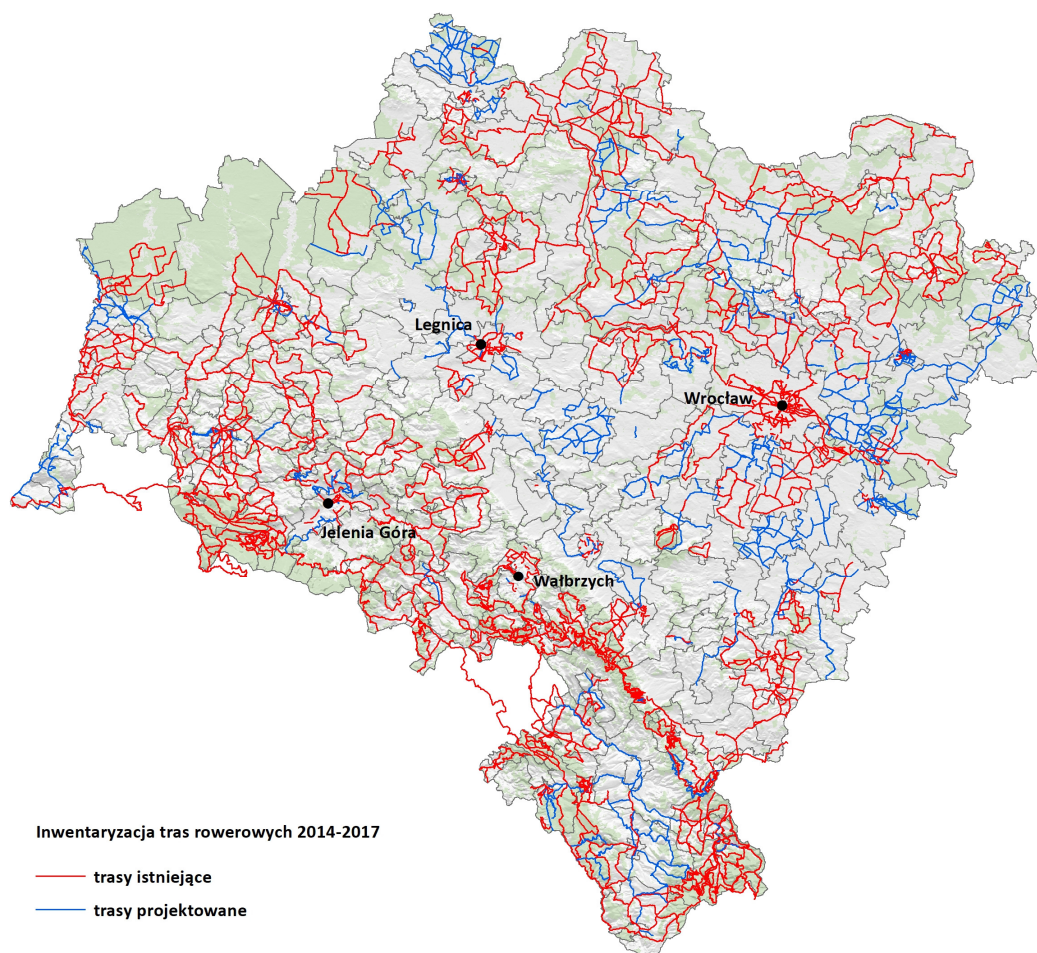 Legnica
Wrocław
Jelenia Góra
Wałbrzych
Inwentaryzacja tras rowerowych 2014-2017
trasy istniejące
trasy projektowane